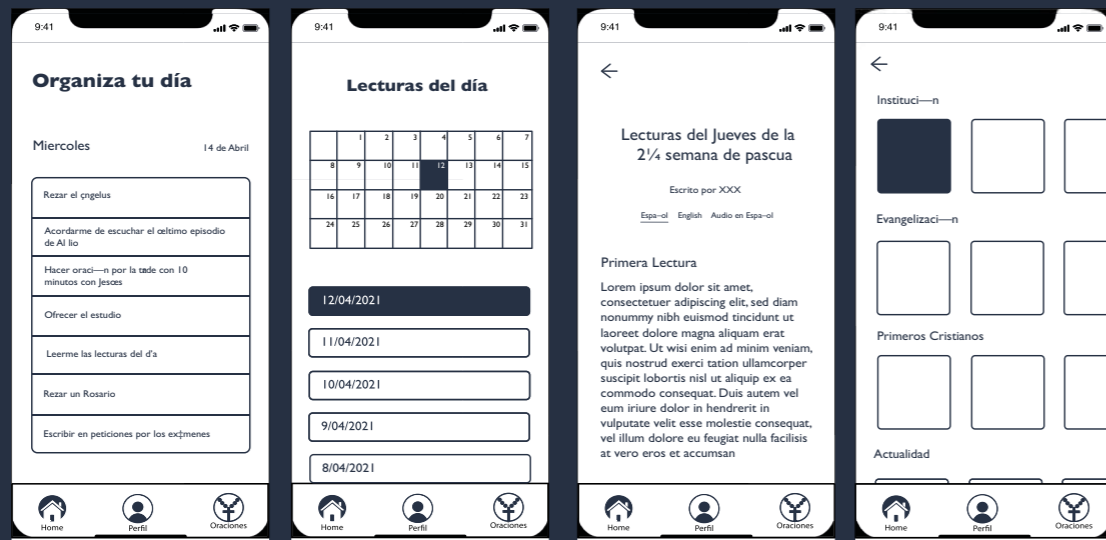 9:41
Organiza tu día
Miercoles
14 de Abril
Rezar el çngelus
Acordarme de escuchar el œltimo episodio
de Al lio
Hacer oraci—n por la tade con 10
minutos con Jesœs
Ofrecer el estudio
Leerme las lecturas del d'a
Rezar un Rosario
Escribir en peticiones por los ex‡menes
Home
Perfil
Oraciones
9:41
Lecturas del día
1 2 3 4 5 6 7
8 9 10 11 12 13 14 15
16 17 18 19 20 21 22 23
24 25 26 27 28 29 30 31
12/04/2021
11/04/2021
10/04/2021
9/04/2021
8/04/2021
Home
Perfil
Oraciones
9:41
Lecturas del Jueves de la
2¼ semana de pascua
Escrito por XXX
Espa–ol English Audio en Espa–ol
Primera Lectura
Lorem ipsum dolor sit amet,
consectetuer adipiscing elit, sed diam
nonummy nibh euismod tincidunt ut
laoreet dolore magna aliquam erat
volutpat. Ut wisi enim ad minim veniam,
quis nostrud exerci tation ullamcorper
suscipit lobortis nisl ut aliquip ex ea
commodo consequat. Duis autem vel
eum iriure dolor in hendrerit in
vulputate velit esse molestie consequat,
vel illum dolore eu feugiat nulla facilisis
at vero eros et accumsan
Home
Perfil
Oraciones
9:41
Instituci—n
Evangelizaci—n
Primeros Cristianos
Actualidad
Home
Perfil
Oraciones